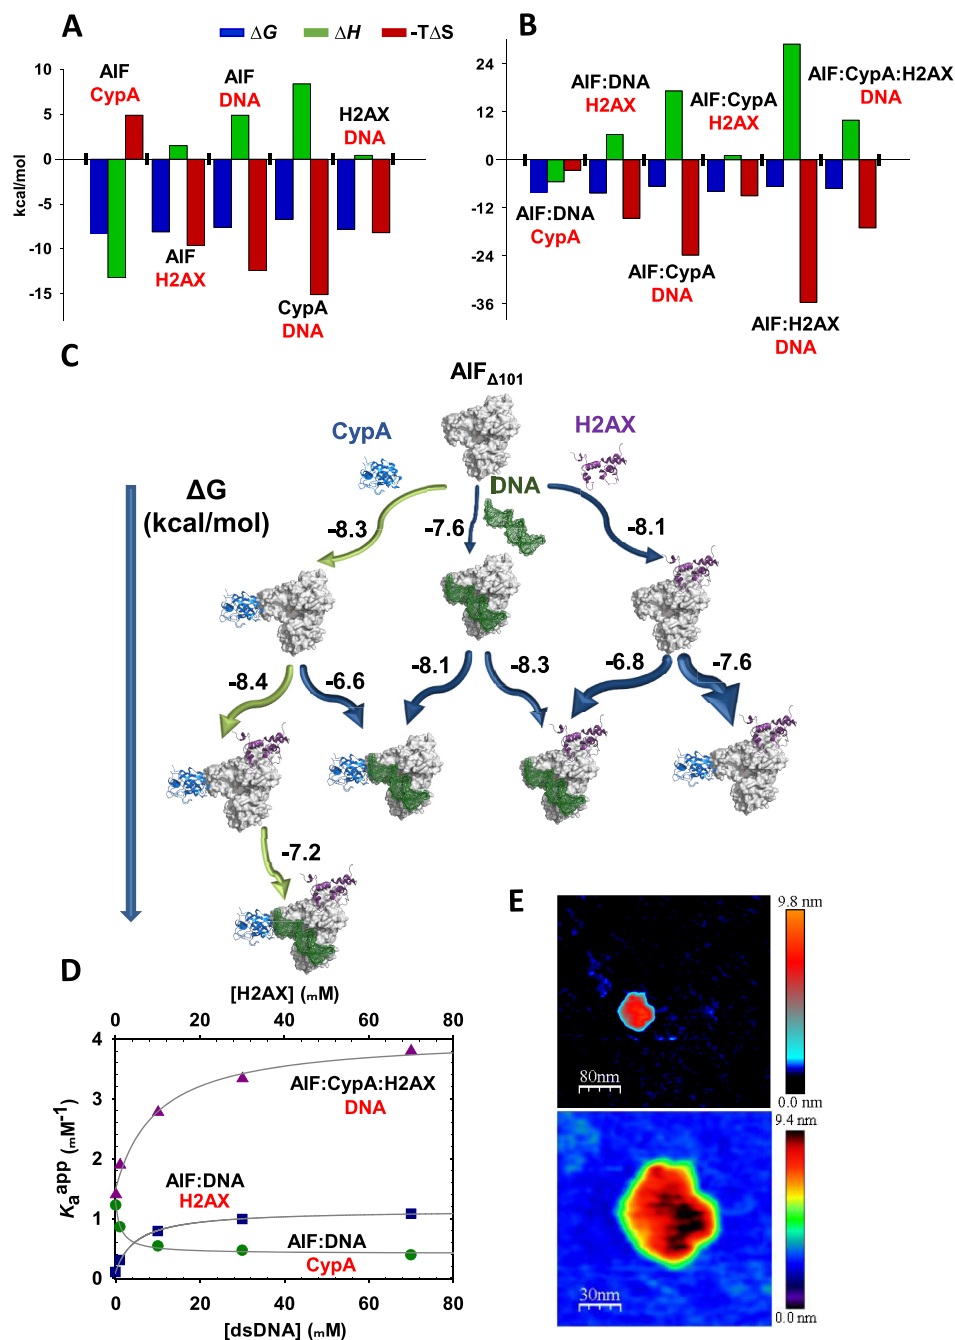 A
ΔG ΔH -TΔS
kcal/mol
10
5
0
-5
-10
-15
AIF
CypA
AIF
H2AX
AIF
DNA
CypA
DNA
H2AX
DNA
B
24
12
0
-12
-24
-36
AIF:DNA
CypA
AIF:DNA
H2AX
AIF:CypA
DNA
AIF:CypA
H2AX
AIF:H2AX
DNA
AIF:CypA:H2AX
DNA
C
AIFΔ101
CypA
H2AX
DNA
ΔG
(kcal/mol)
-8.3
-7.6
-8.1
-8.4
-6.6
-8.1
-8.3
-6.8
-7.6
-7.2
D
[H2AX] (mM)
0 20 40 60 80
4
3
2
1
0
Kaapp (mM-1)
AIF:CypA:H2AX
DNA
AIF:DNA
H2AX
AIF:DNA
CypA
0 20 40 60 80
[dsDNA] (mM)
E
9.8 nm
80nm
0.0 nm
9.4 nm
30nm
0.0 nm